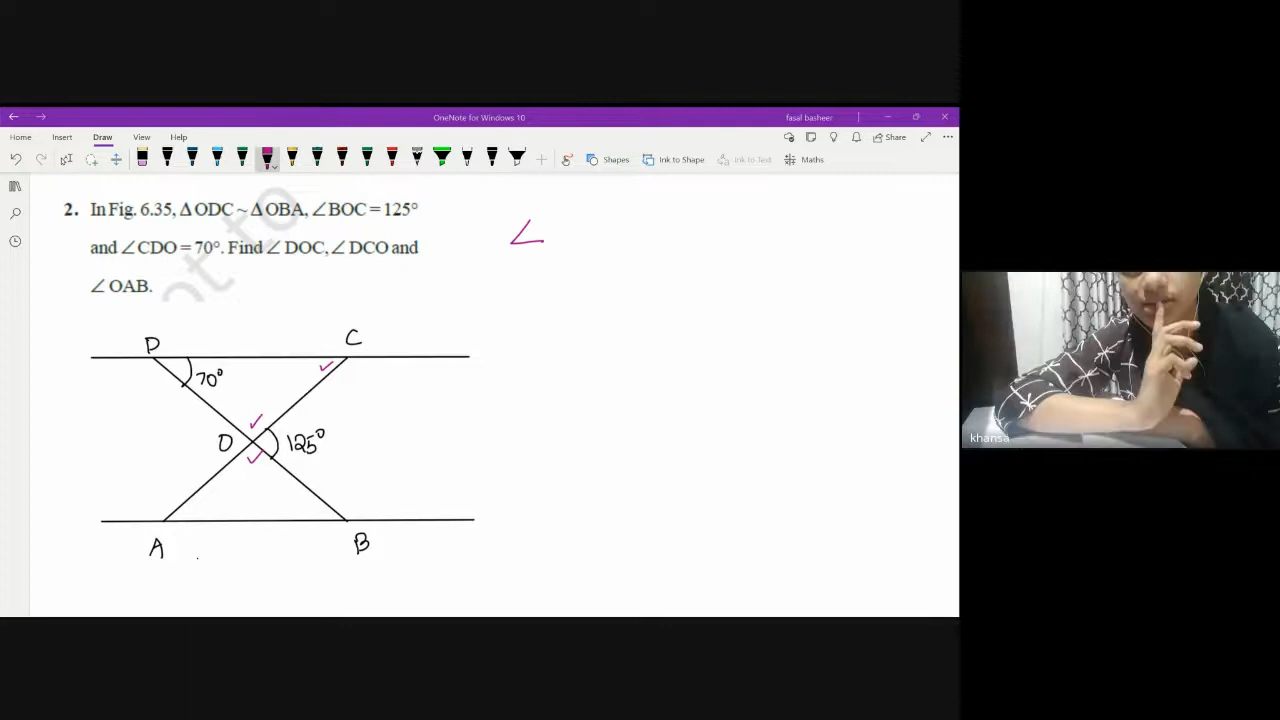 OneNote for Windows 10
fasal basheer
Home Insert Draw View Help
Share
Shapes Ink to Shape Ink to Text Maths
2. In Fig. 6.35, Δ ODC ~ Δ OBA, ∠ BOC = 125°
and ∠ CDO = 70°. Find ∠ DOC, ∠ DCO and
∠ OAB.
∠
D C
70°
O 125°
A B
khansa